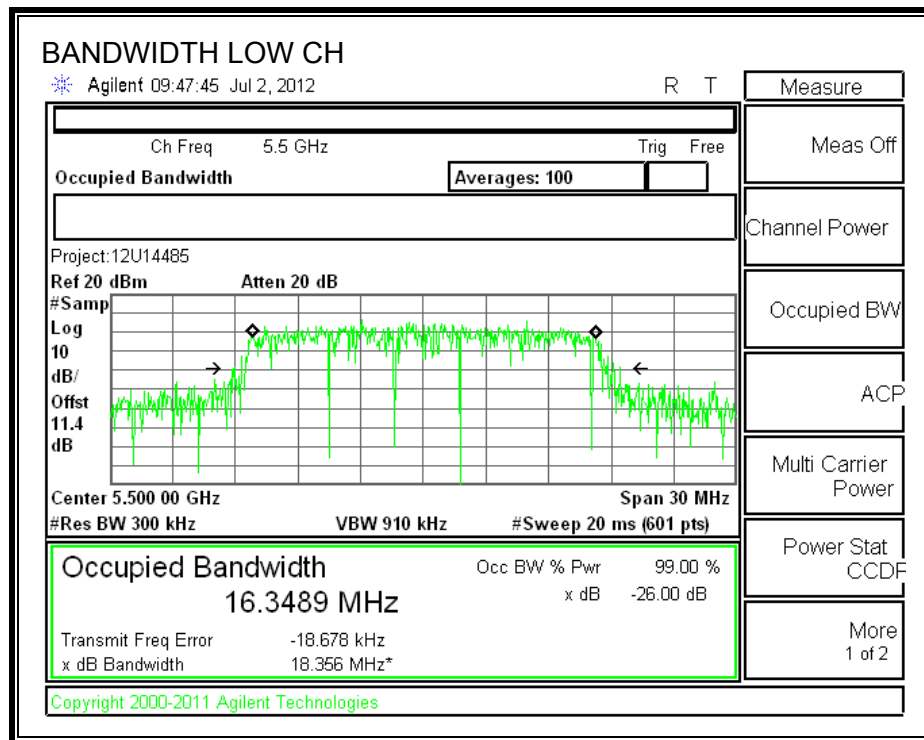 BANDWIDTH LOW CH
Agilent 09:47:45 Jul 2, 2012
R T
Measure
Ch Freq 5.5 GHz
Trig Free
Meas Off
Occupied Bandwidth
Averages: 100
Channel Power
Project:12U14485
Ref 20 dBm
Atten 20 dB
#Samp
Log
10
dB/
Offst
11.4
dB
Occupied BW
ACP
Multi Carrier
Power
Center 5.500 00 GHz
Span 30 MHz
#Res BW 300 kHz
VBW 910 kHz
#Sweep 20 ms (601 pts)
Power Stat
CCDF
Occupied Bandwidth
16.3489 MHz
Occ BW % Pwr 99.00 %
x dB -26.00 dB
Transmit Freq Error -18.678 kHz
x dB Bandwidth 18.356 MHz*
More
1 of 2
Copyright 2000-2011 Agilent Technologies